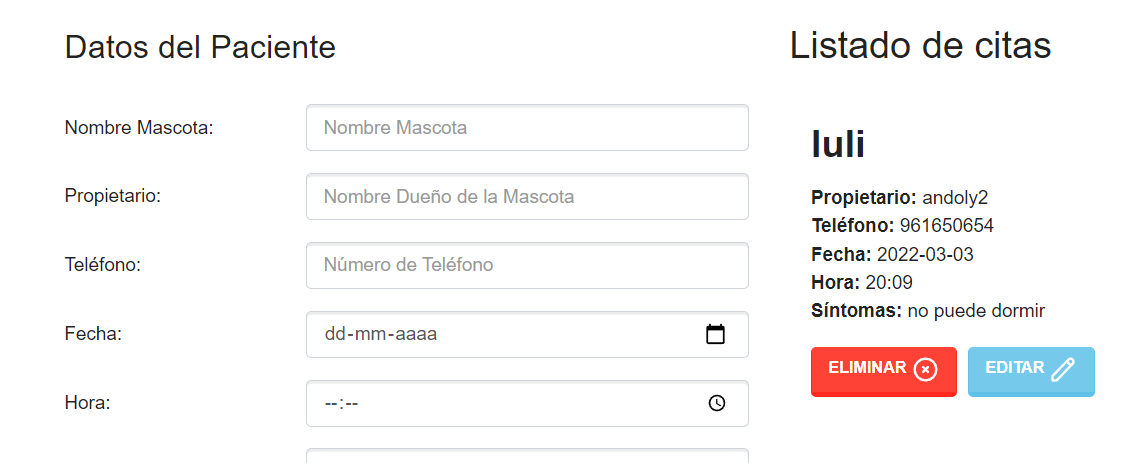 Datos del Paciente
Nombre Mascota:
Nombre Mascota
Propietario:
Nombre Dueño de la Mascota
Teléfono:
Número de Teléfono
Fecha:
dd-mm-aaaa
Hora:
--:--
Listado de citas
Iuli
Propietario: andoly2
Teléfono: 961650654
Fecha: 2022-03-03
Hora: 20:09
Síntomas: no puede dormir
ELIMINAR
EDITAR